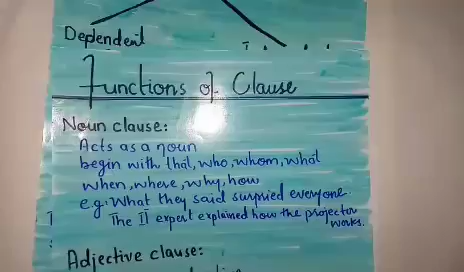 Dependent
Functions of Clause
Noun clause:
Acts as a noun
begin with that, who, whom, what
when, where, why, how
e.g: What they said surpried everyone.
The IT expert explained how the projector
works.
Adjective clause: